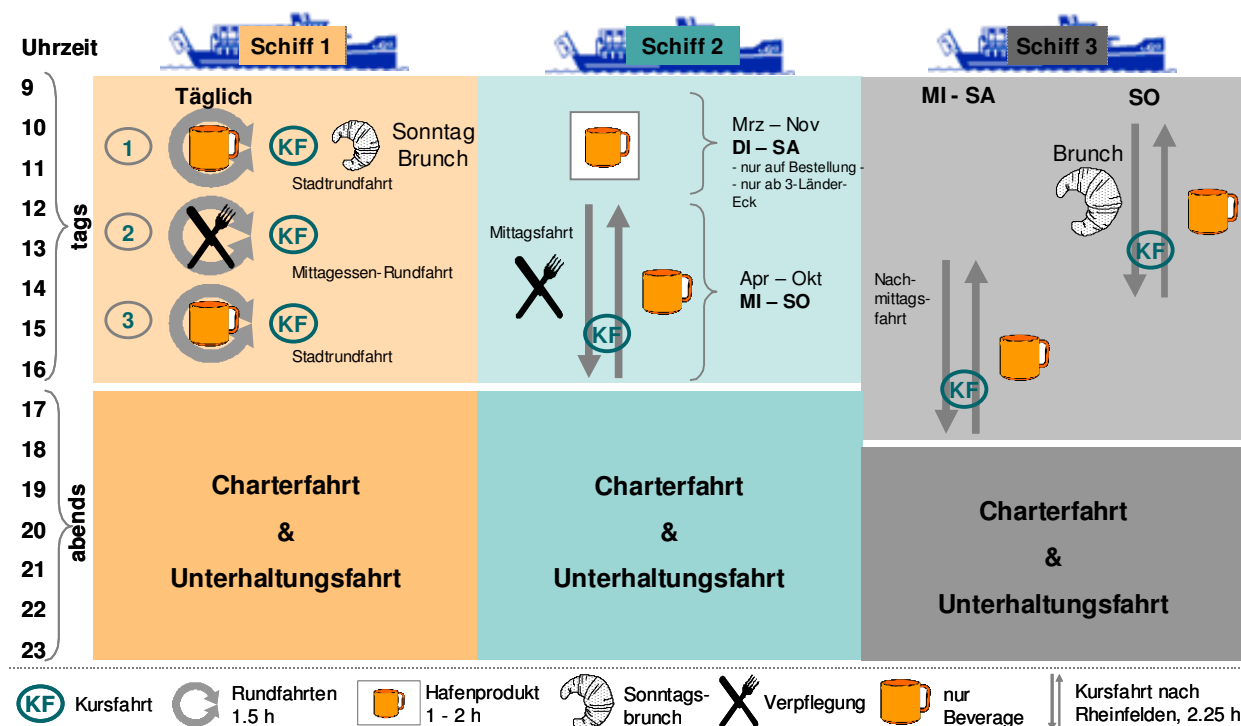 Uhrzeit
Schiff 1
Schiff 2
Schiff 3
9
10
11
12
13
14
15
16
17
18
19
20
21
22
23
tags
abends
Täglich
1
KF
Sonntag
Brunch
Stadtrundfahrt
2
KF
Mittagessen-Rundfahrt
3
KF
Stadtrundfahrt
Charterfahrt
&
Unterhaltungsfahrt
Mrz – Nov
DI – SA
- nur auf Bestellung -
- nur ab 3-Länder-
Eck
Mittagsfahrt
KF
Apr – Okt
MI – SO
Charterfahrt
&
Unterhaltungsfahrt
MI - SA
SO
Brunch
KF
Nach-
mittags-
fahrt
KF
Charterfahrt
&
Unterhaltungsfahrt
KF
Kursfahrt
Rundfahrten
1.5 h
Hafenprodukt
1 - 2 h
Sonntags-
brunch
Verpflegung
nur
Beverage
Kursfahrt nach
Rheinfelden, 2.25 h